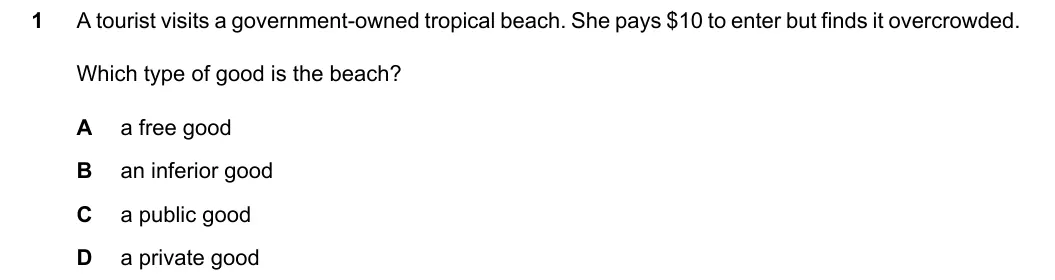 1 A tourist visits a government-owned tropical beach. She pays $10 to enter but finds it overcrowded.
Which type of good is the beach?
A a free good
B an inferior good
C a public good
D a private good